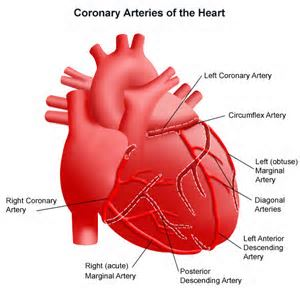 Coronary Arteries of the Heart
Left Coronary Artery
Circumflex Artery
Left (obtuse)
Marginal
Artery
Diagonal
Arteries
Left Anterior
Descending
Artery
Right Coronary
Artery
Right (acute)
Marginal Artery
Posterior
Descending Artery